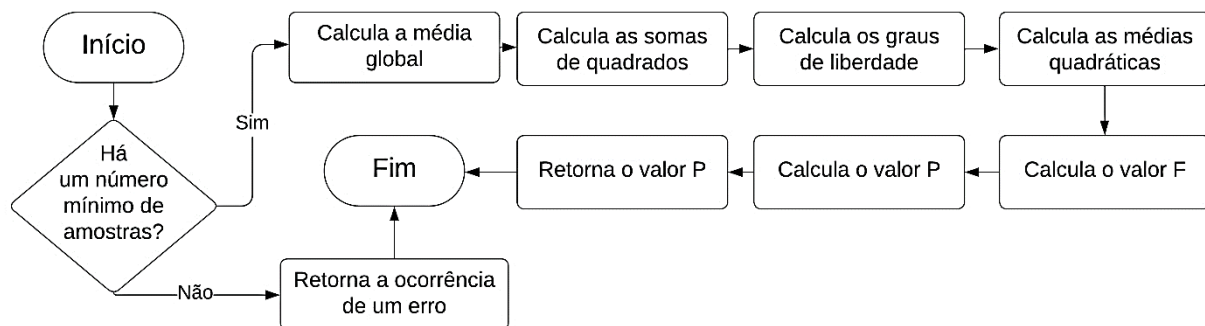 Início
Há
um número
mínimo de
amostras?
Sim
Calcula a média
global
Calcula as somas
de quadrados
Calcula os graus
de liberdade
Calcula as médias
quadráticas
Calcula o valor F
Calcula o valor P
Retorna o valor P
Fim
Não
Retorna a ocorrência
de um erro